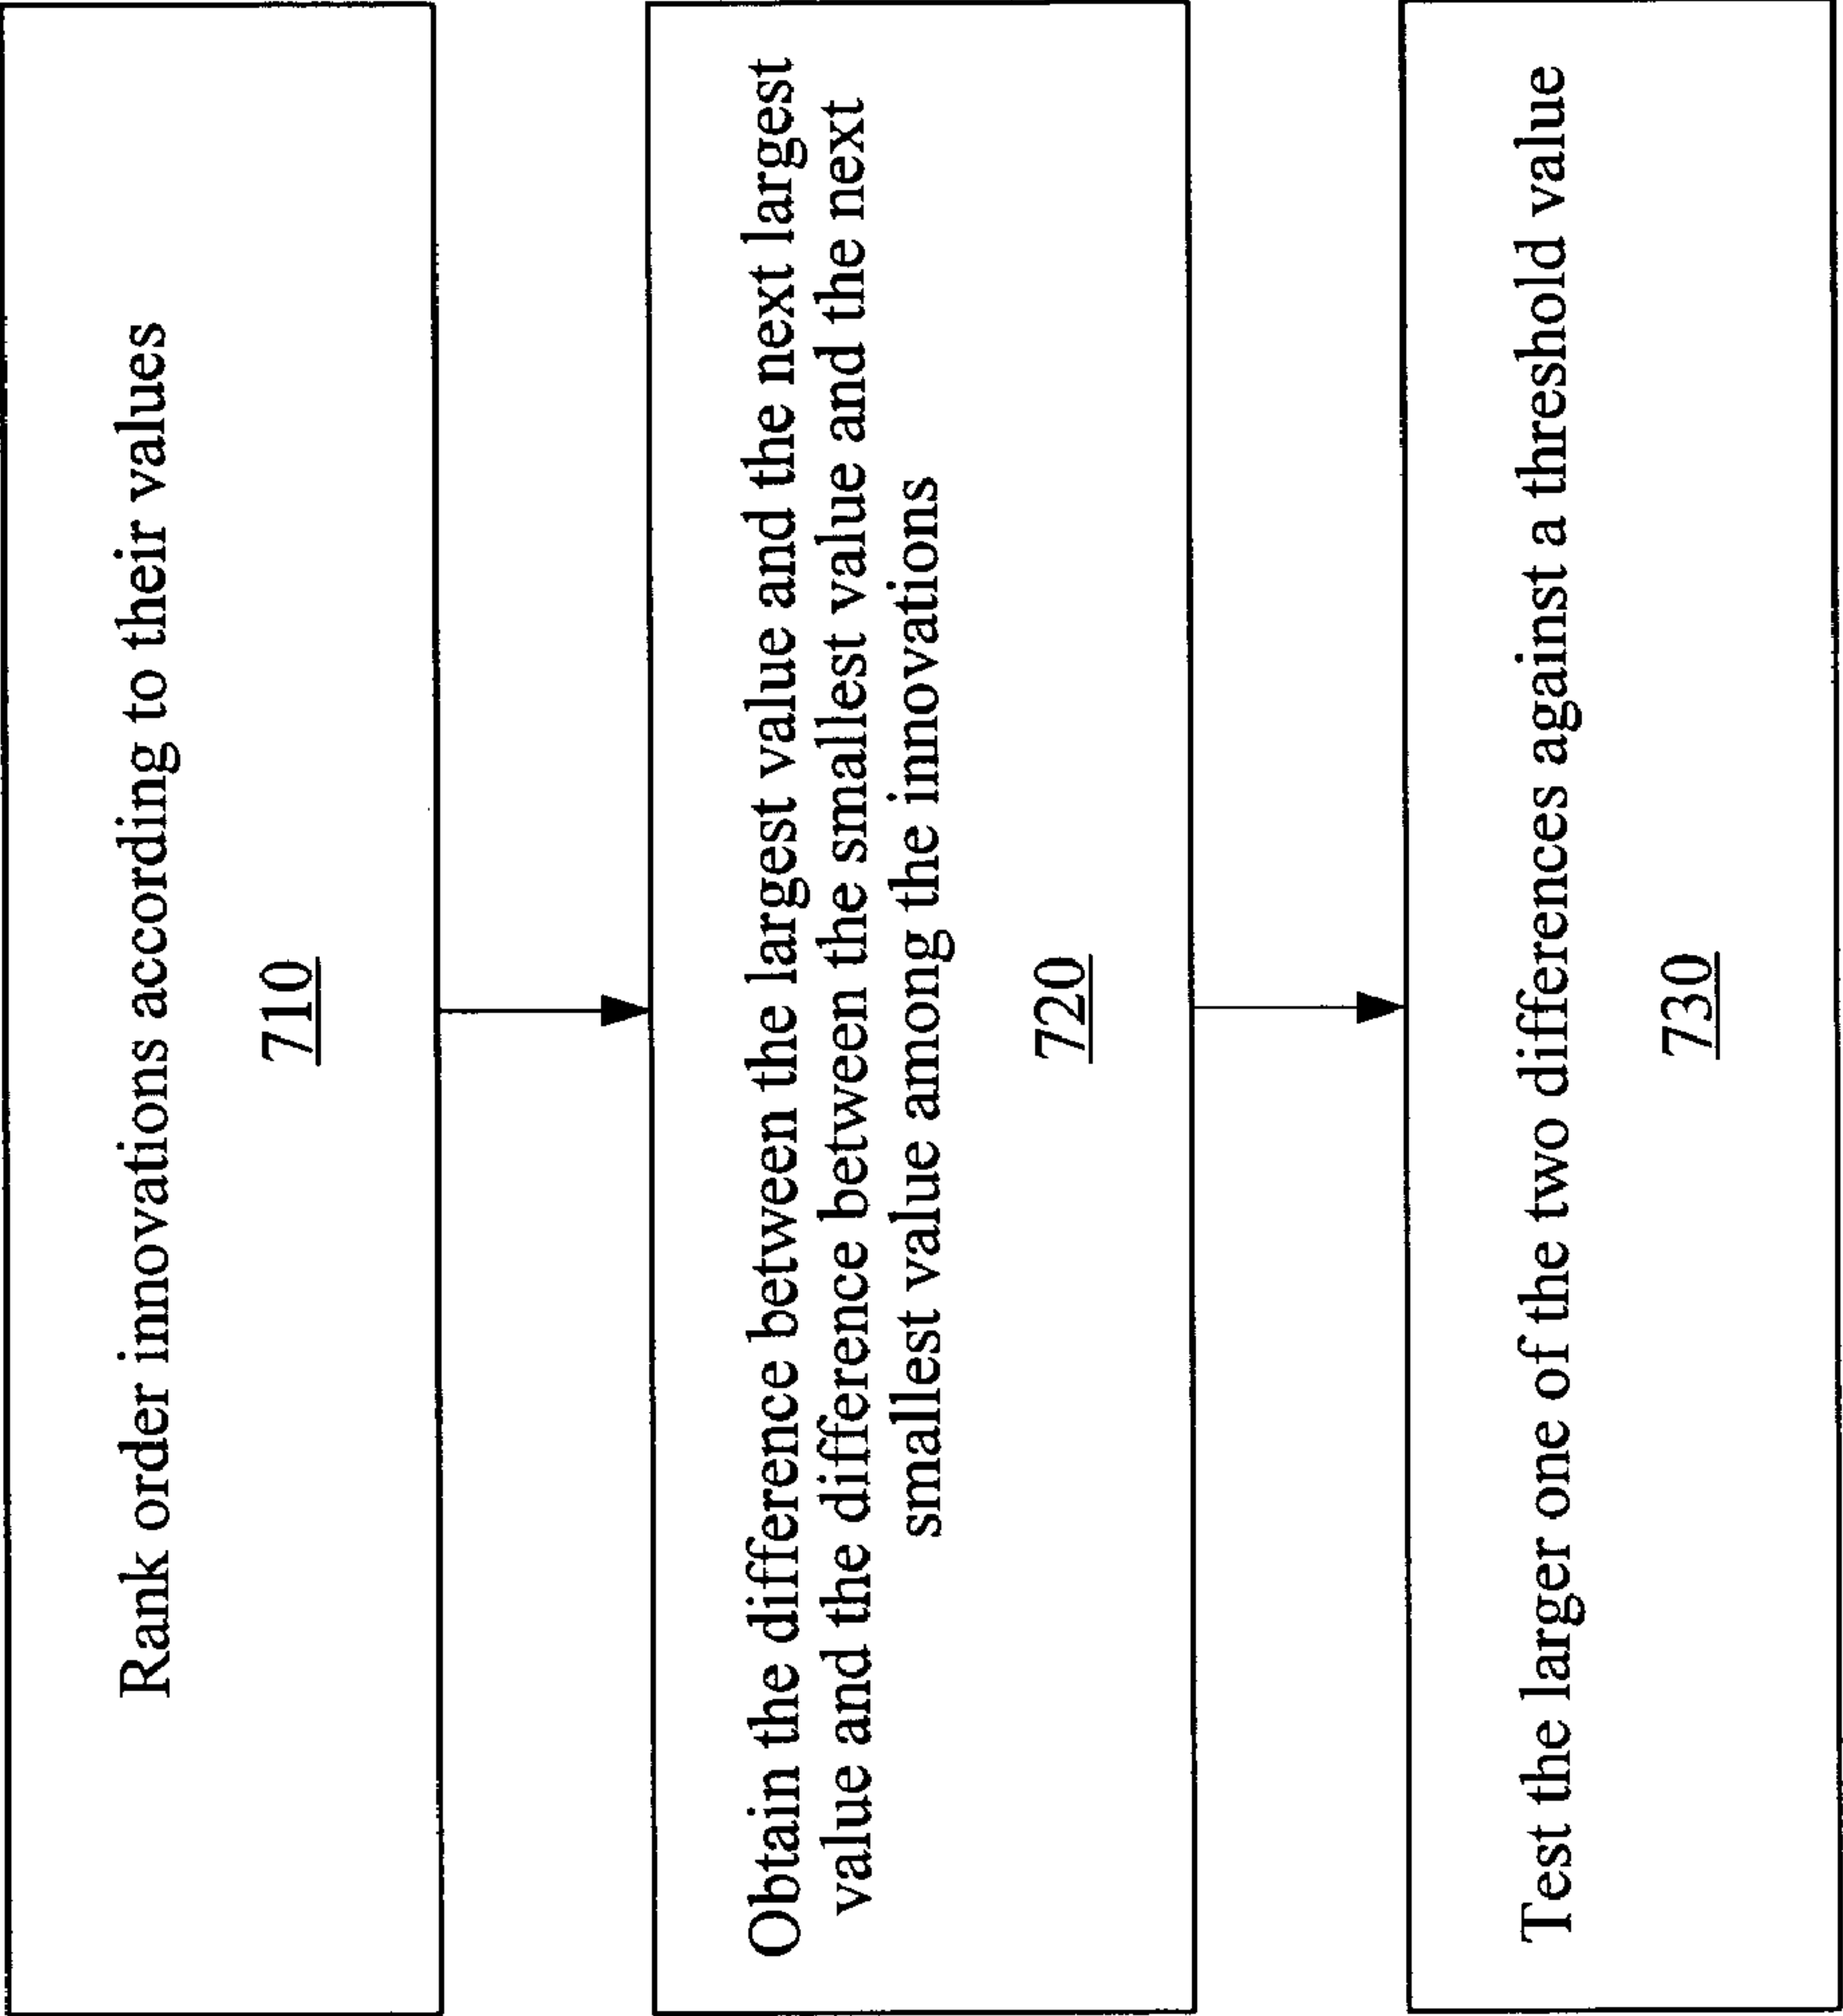 Rank order innovations according to their values
710
Obtain the difference between the largest value and the next largest
value and the difference between the smallest value and the next
smallest value among the innovations
720
Test the larger one of the two differences against a threshold value
730